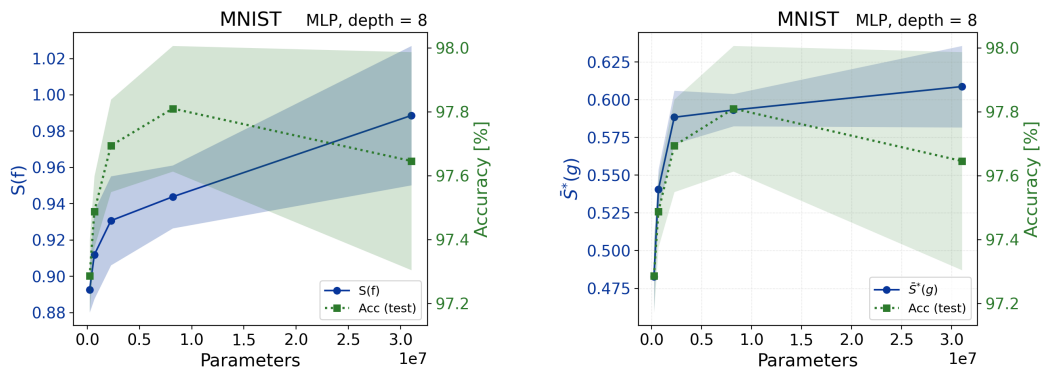 MNIST MLP, depth = 8
1.02
1.00
0.98
0.96
0.94
0.92
0.90
0.88
S(f)
98.0
97.8
97.6
97.4
97.2
Accuracy [%]
S(f)
Acc (test)
0.0 0.5 1.0 1.5 2.0 2.5 3.0
Parameters 1e7
MNIST MLP, depth = 8
0.625
0.600
0.575
0.550
0.525
0.500
0.475
S̄*(g)
98.0
97.8
97.6
97.4
97.2
Accuracy [%]
S̄*(g)
Acc (test)
0.0 0.5 1.0 1.5 2.0 2.5 3.0
Parameters 1e7